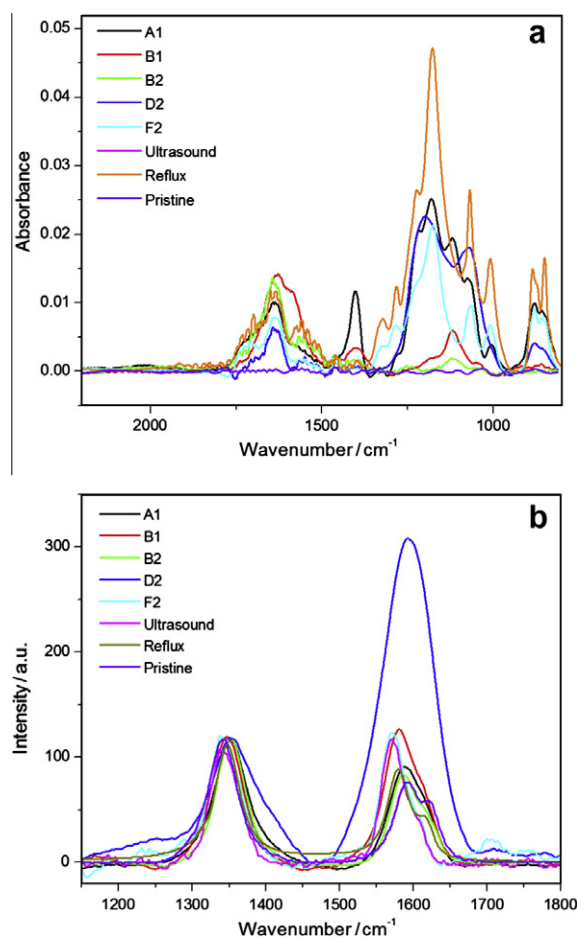 a
0.05
0.04
0.03
0.02
0.01
0.00
Absorbance
A1
B1
B2
D2
F2
Ultrasound
Reflux
Pristine
2000 1500 1000
Wavenumber / cm-1
b
300
200
100
0
Intensity / a.u.
A1
B1
B2
D2
F2
Ultrasound
Reflux
Pristine
1200 1300 1400 1500 1600 1700 1800
Wavenumber / cm-1